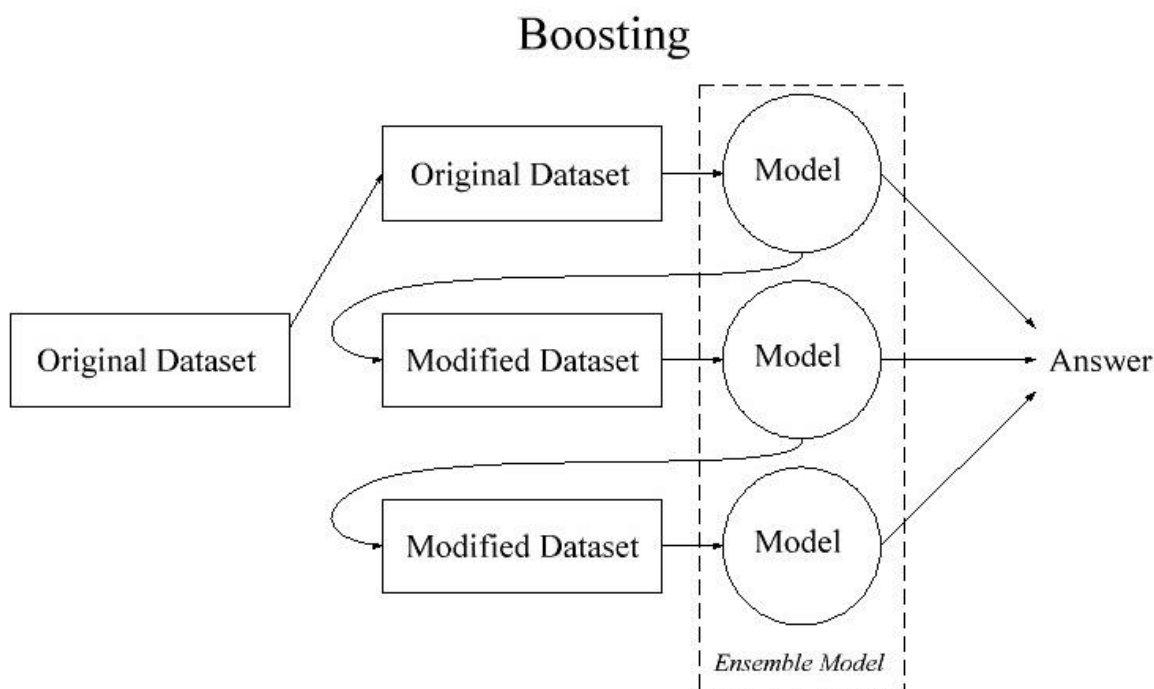 Boosting
Original Dataset
Model
Original Dataset
Modified Dataset
Model
Answer
Modified Dataset
Model
Ensemble Model